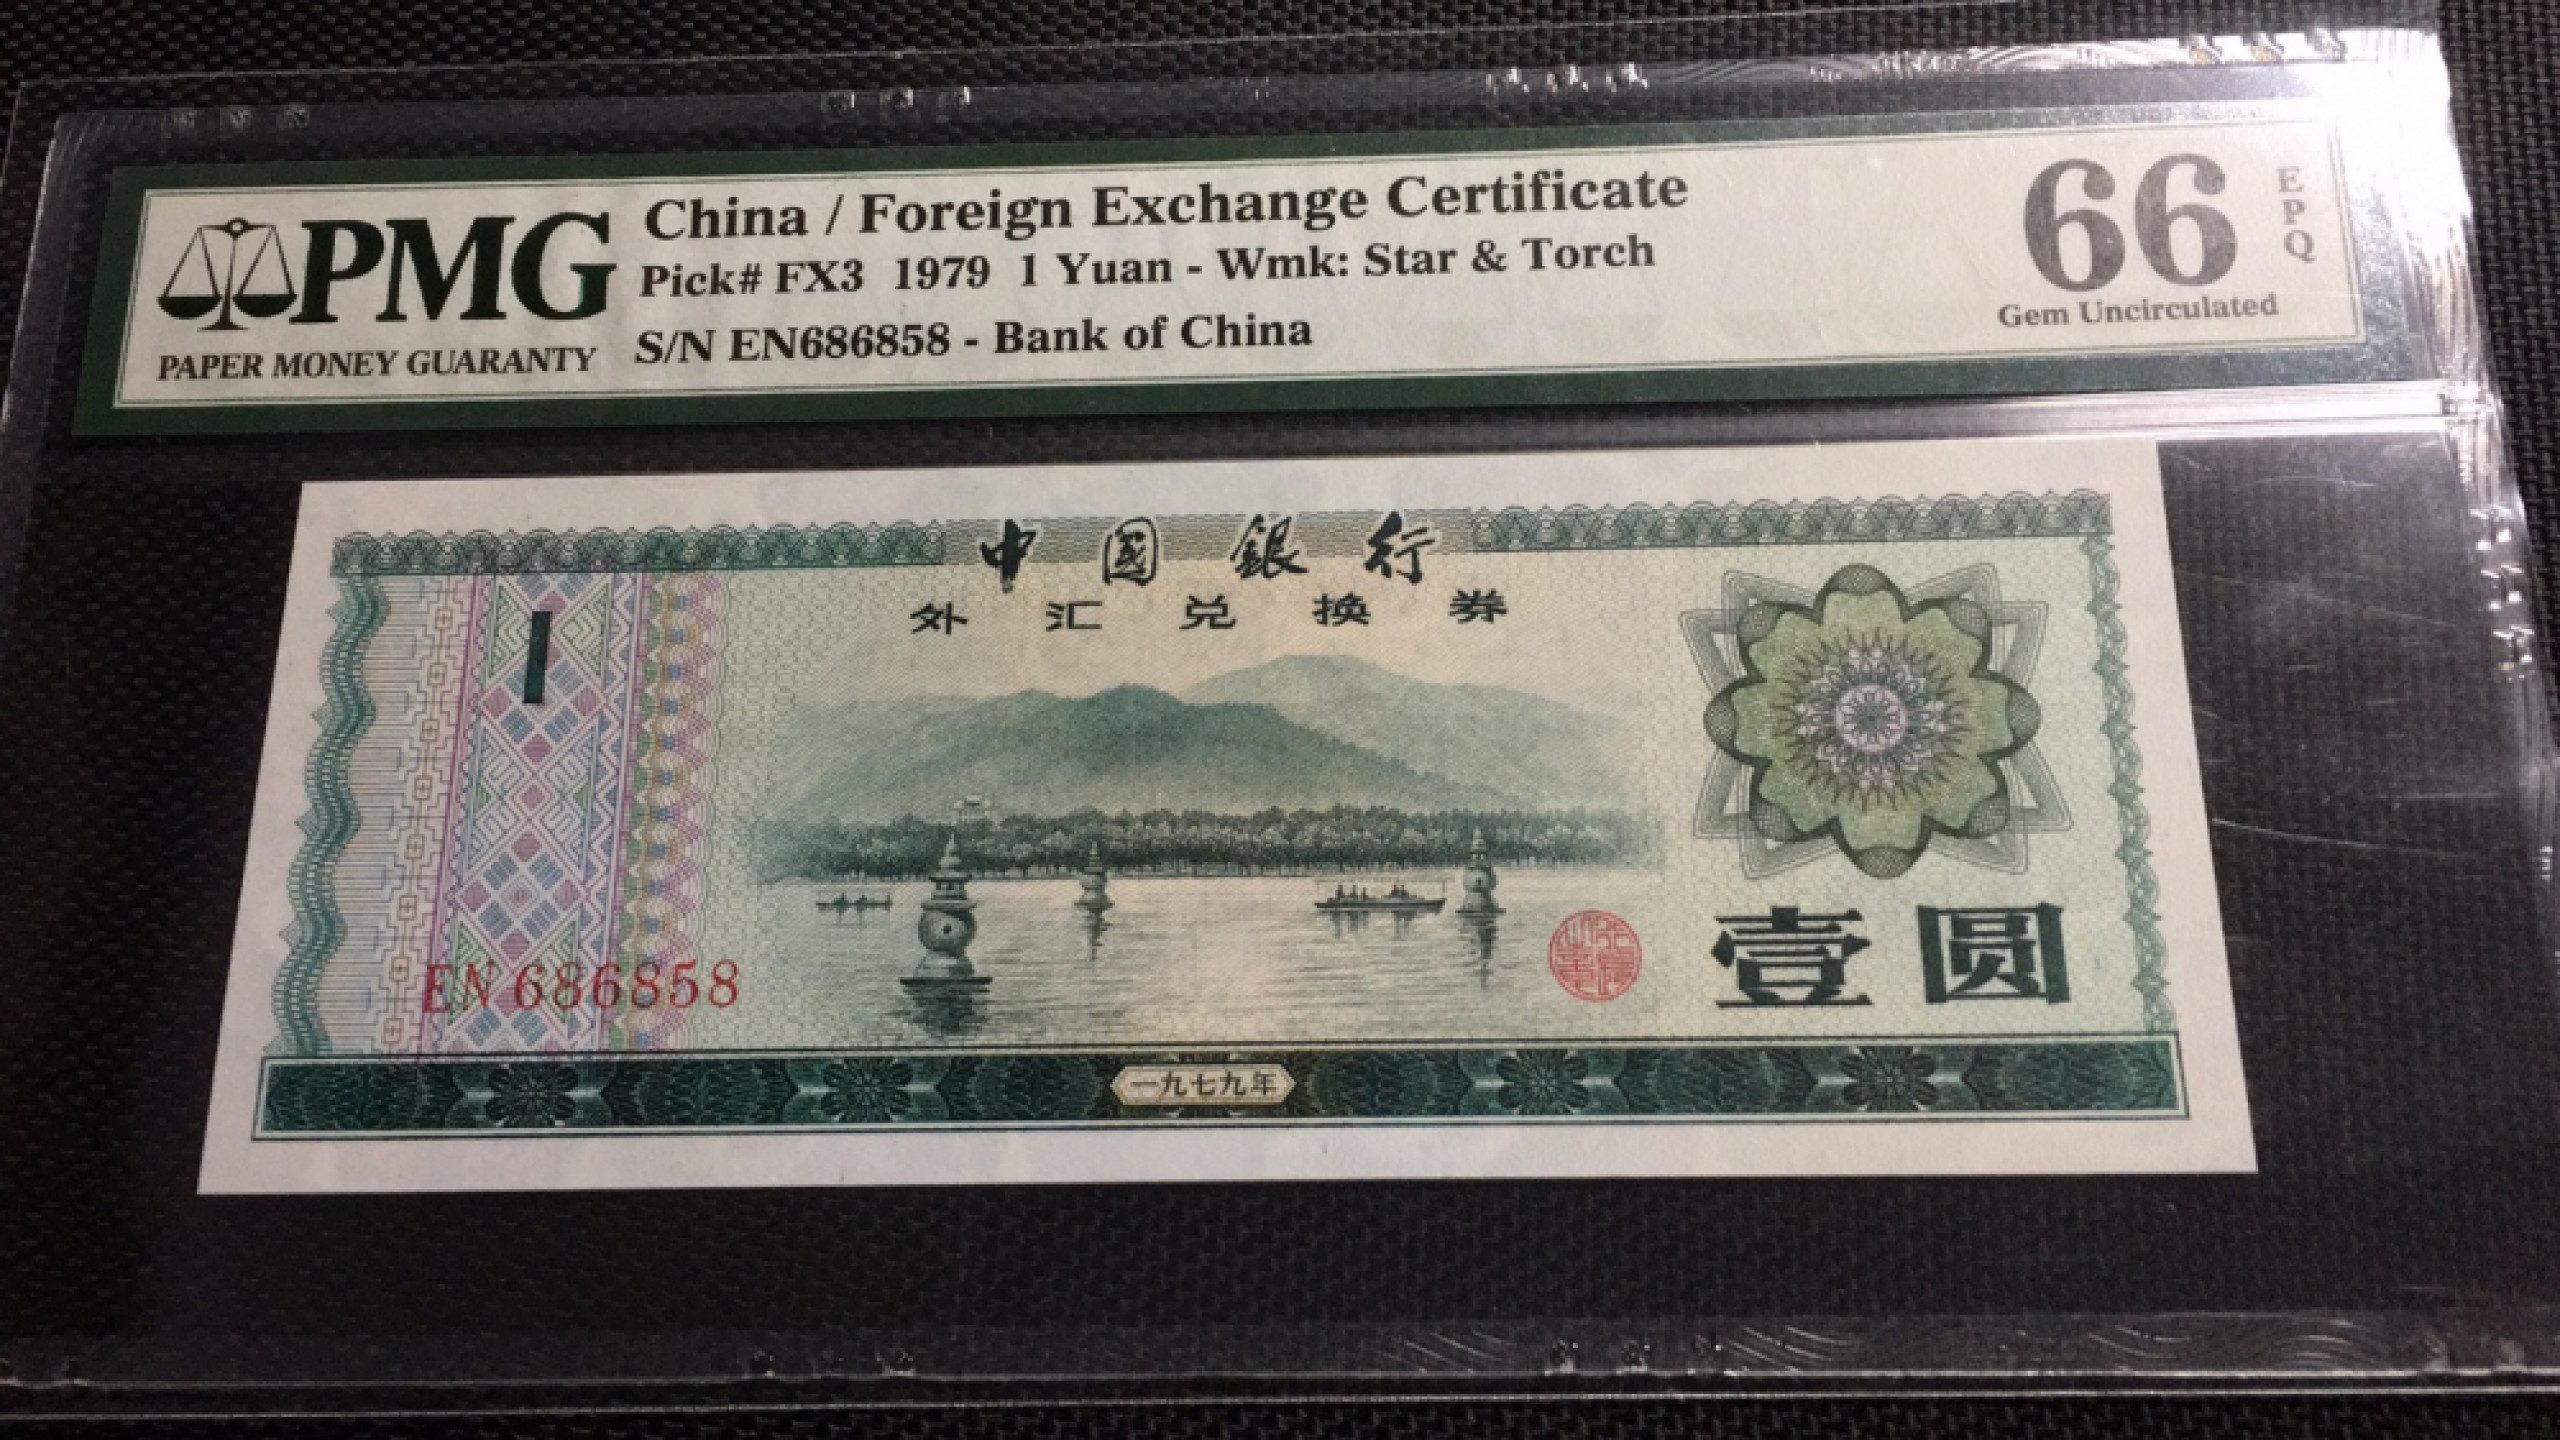 PMG
PAPER MONEY GUARANTY
China / Foreign Exchange Certificate
Pick# FX3 1979 1 Yuan - Wmk: Star & Torch
S/N EN686858 - Bank of China
66
EPQ
Gem Uncirculated
中國銀行
外汇兑换券
1
EN 686858
壹圆
一九七九年